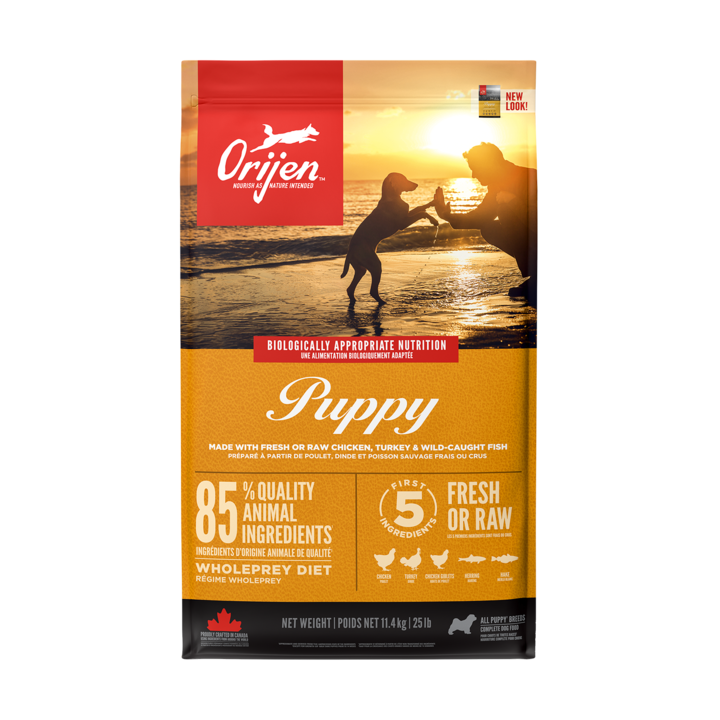 NEW
LOOK!
Orijen™
NOURISH AS NATURE INTENDED
BIOLOGICALLY APPROPRIATE NUTRITION
UNE ALIMENTATION BIOLOGIQUEMENT ADAPTÉE
Puppy
MADE WITH FRESH OR RAW CHICKEN, TURKEY & WILD-CAUGHT FISH
PRÉPARÉ À PARTIR DE POULET, DINDE ET POISSON SAUVAGE FRAIS OU CRUS
85% QUALITY
ANIMAL
INGREDIENTS
INGRÉDIENTS D'ORIGINE ANIMALE DE QUALITÉ
WHOLEPREY DIET
RÉGIME WHOLEPREY
FIRST
5
INGREDIENTS
FRESH
OR RAW
CHICKEN
TURKEY
CHICKEN GIBLETS
HERRING
HAKE
PROUDLY CRAFTED IN CANADA
NET WEIGHT | POIDS NET 11.4 kg | 25 lb
ALL PUPPY BREEDS
COMPLETE DOG FOOD